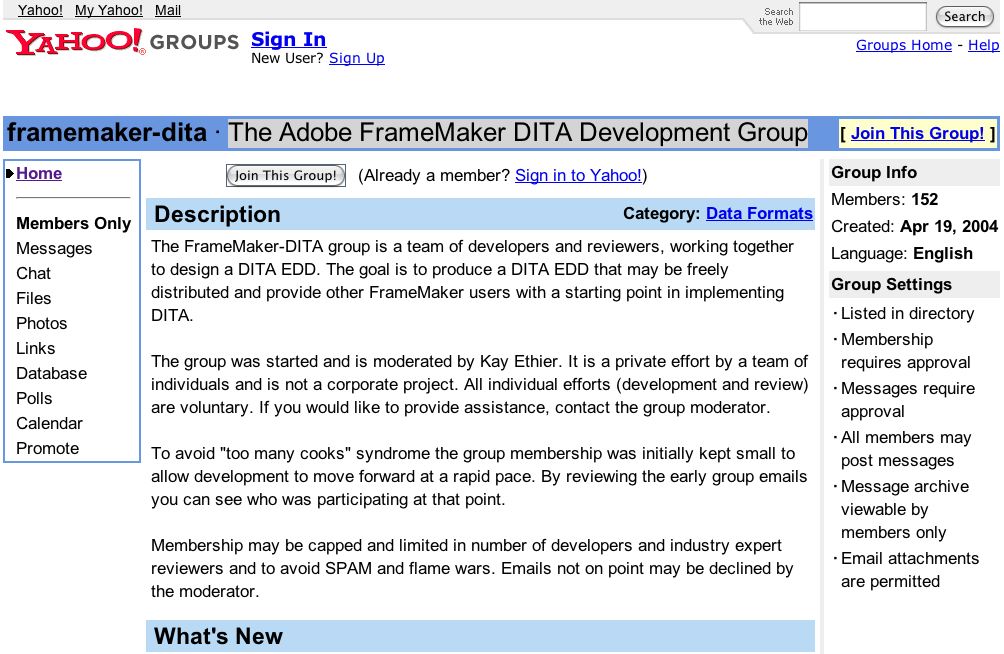 Yahoo! My Yahoo! Mail
Search the Web
Search
YAHOO! GROUPS
Sign In
New User? Sign Up
Groups Home - Help
framemaker-dita · The Adobe FrameMaker DITA Development Group
[ Join This Group! ]
Home
Members Only
Messages
Chat
Files
Photos
Links
Database
Polls
Calendar
Promote
Join This Group! (Already a member? Sign in to Yahoo!)
Description
Category: Data Formats
The FrameMaker-DITA group is a team of developers and reviewers, working together
to design a DITA EDD. The goal is to produce a DITA EDD that may be freely
distributed and provide other FrameMaker users with a starting point in implementing
DITA.
The group was started and is moderated by Kay Ethier. It is a private effort by a team of
individuals and is not a corporate project. All individual efforts (development and review)
are voluntary. If you would like to provide assistance, contact the group moderator.
To avoid "too many cooks" syndrome the group membership was initially kept small to
allow development to move forward at a rapid pace. By reviewing the early group emails
you can see who was participating at that point.
Membership may be capped and limited in number of developers and industry expert
reviewers and to avoid SPAM and flame wars. Emails not on point may be declined by
the moderator.
What's New
Group Info
Members: 152
Created: Apr 19, 2004
Language: English
Group Settings
· Listed in directory
· Membership
requires approval
· Messages require
approval
· All members may
post messages
· Message archive
viewable by
members only
· Email attachments
are permitted